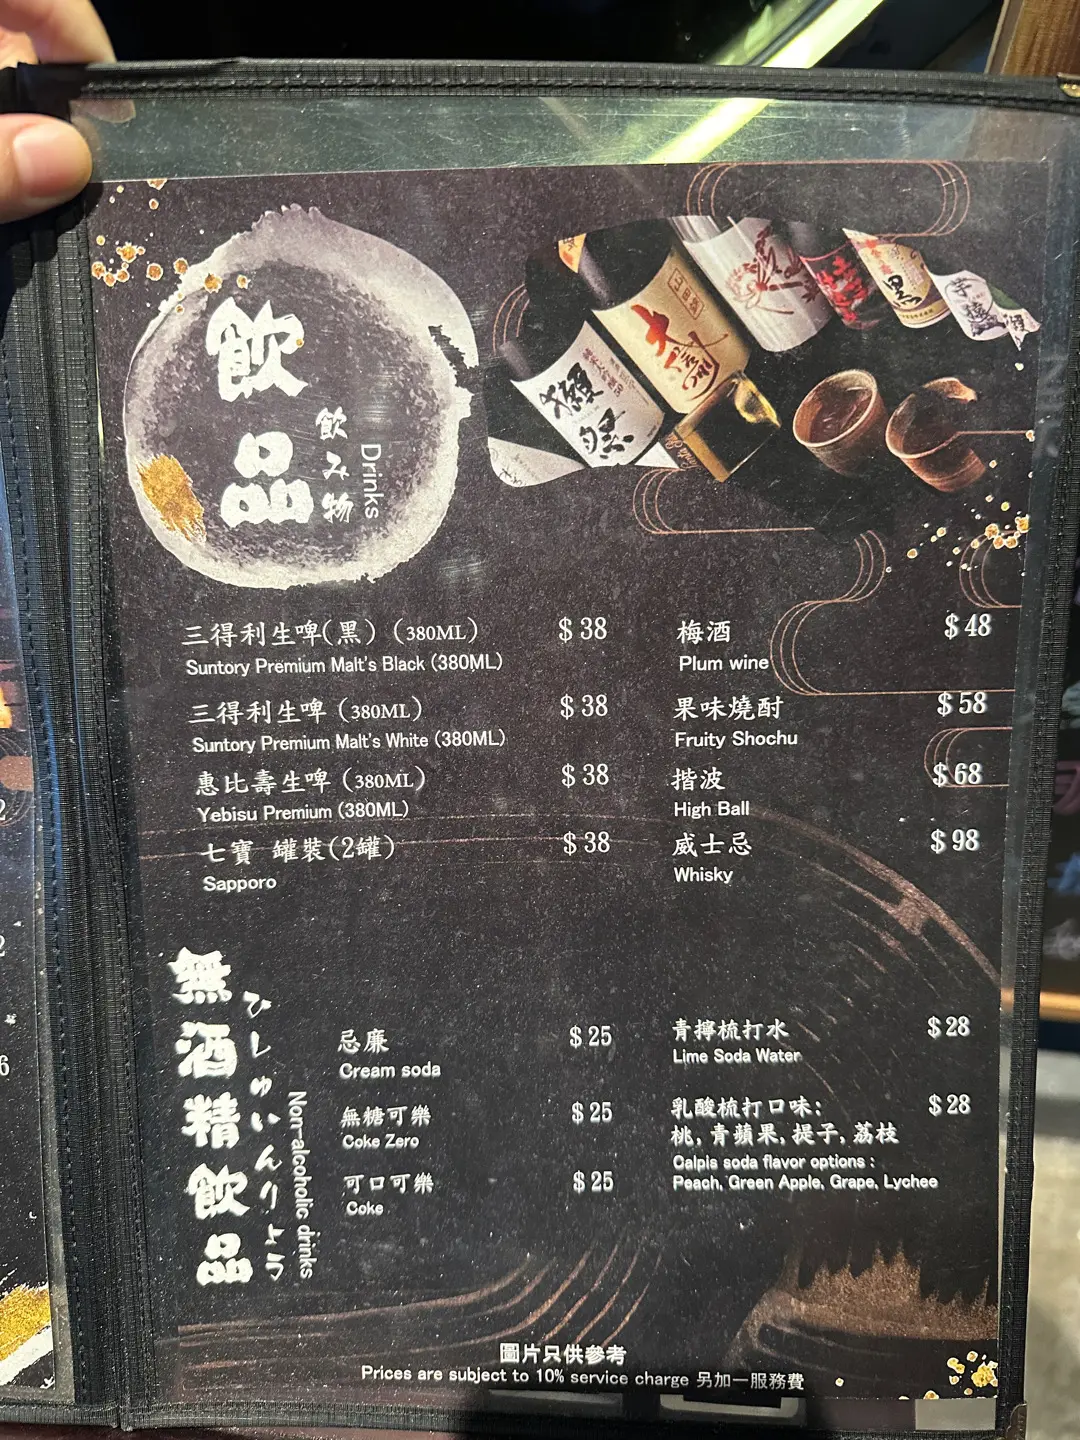 飲品
飲み物
Drinks
獺祭
黒
三得利生啤(黑)（380ML） $38
Suntory Premium Malt's Black (380ML)
三得利生啤（380ML） $38
Suntory Premium Malt's White (380ML)
惠比壽生啤（380ML） $38
Yebisu Premium (380ML)
七寶 罐裝(2罐) $38
Sapporo
梅酒 $48
Plum wine
果味燒酎 $58
Fruity Shochu
揩波 $68
High Ball
威士忌 $98
Whisky
無酒精飲品
ひしゅいんりょう
Non-alcoholic drinks
忌廉 $25
Cream soda
無糖可樂 $25
Coke Zero
可口可樂 $25
Coke
青擰梳打水 $28
Lime Soda Water
乳酸梳打口味： $28
桃, 青蘋果, 提子, 荔枝
Calpis soda flavor options :
Peach, Green Apple, Grape, Lychee
圖片只供參考
Prices are subject to 10% service charge 另加一服務費